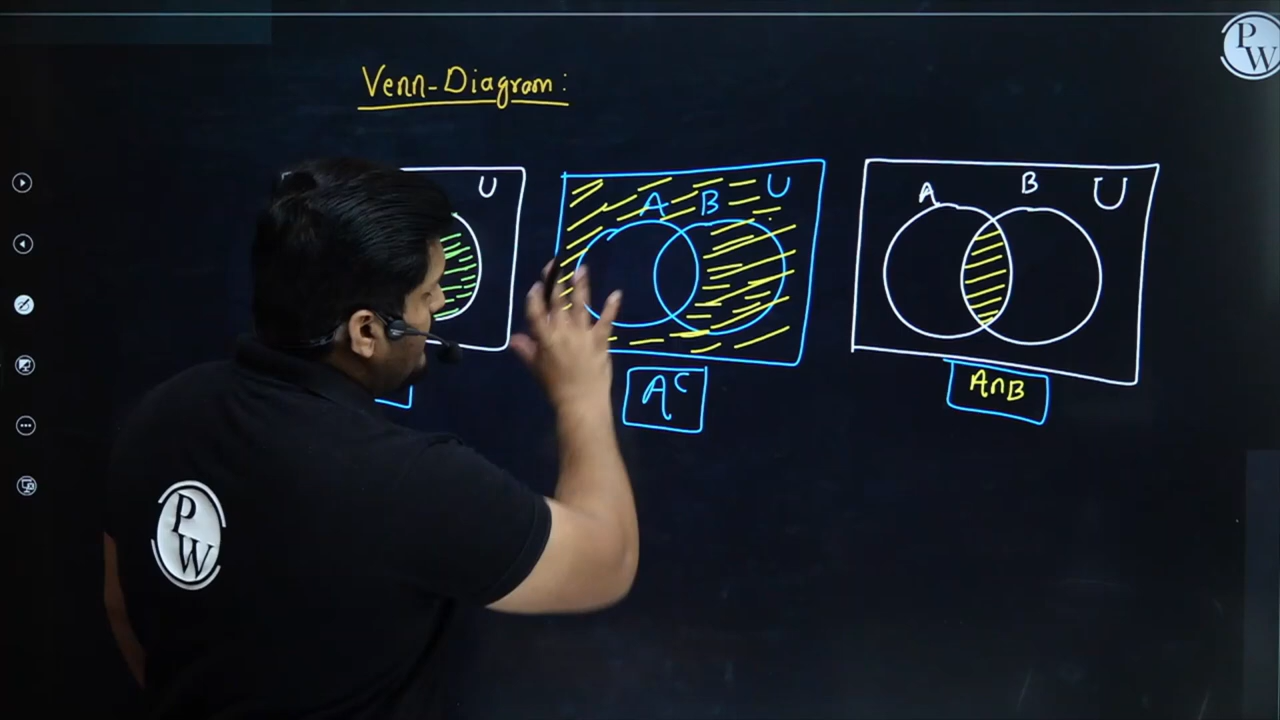 PW
Venn-Diagram:
U
A B U
A B U
A^C
A∩B
PW